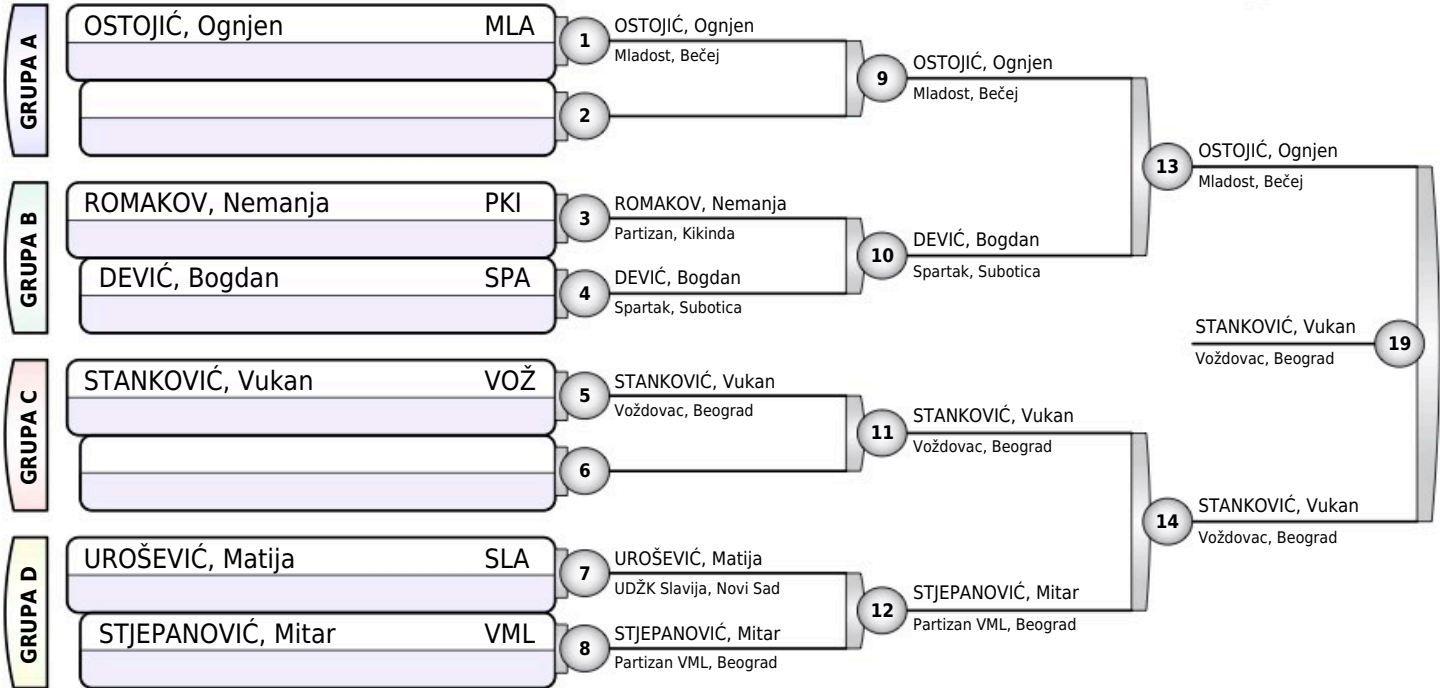 GRUPA A
OSTOJIĆ, Ognjen MLA
1
OSTOJIĆ, Ognjen
Mladost, Bečej
2
9
OSTOJIĆ, Ognjen
Mladost, Bečej
GRUPA B
ROMAKOV, Nemanja PKI
3
ROMAKOV, Nemanja
Partizan, Kikinda
DEVIĆ, Bogdan SPA
4
DEVIĆ, Bogdan
Spartak, Subotica
10
DEVIĆ, Bogdan
Spartak, Subotica
13
OSTOJIĆ, Ognjen
Mladost, Bečej
GRUPA C
STANKOVIĆ, Vukan VOŽ
5
STANKOVIĆ, Vukan
Voždovac, Beograd
6
11
STANKOVIĆ, Vukan
Voždovac, Beograd
GRUPA D
UROŠEVIĆ, Matija SLA
7
UROŠEVIĆ, Matija
UDŽK Slavija, Novi Sad
STJEPANOVIĆ, Mitar VML
8
STJEPANOVIĆ, Mitar
Partizan VML, Beograd
12
STJEPANOVIĆ, Mitar
Partizan VML, Beograd
14
STANKOVIĆ, Vukan
Voždovac, Beograd
STANKOVIĆ, Vukan
Voždovac, Beograd
19